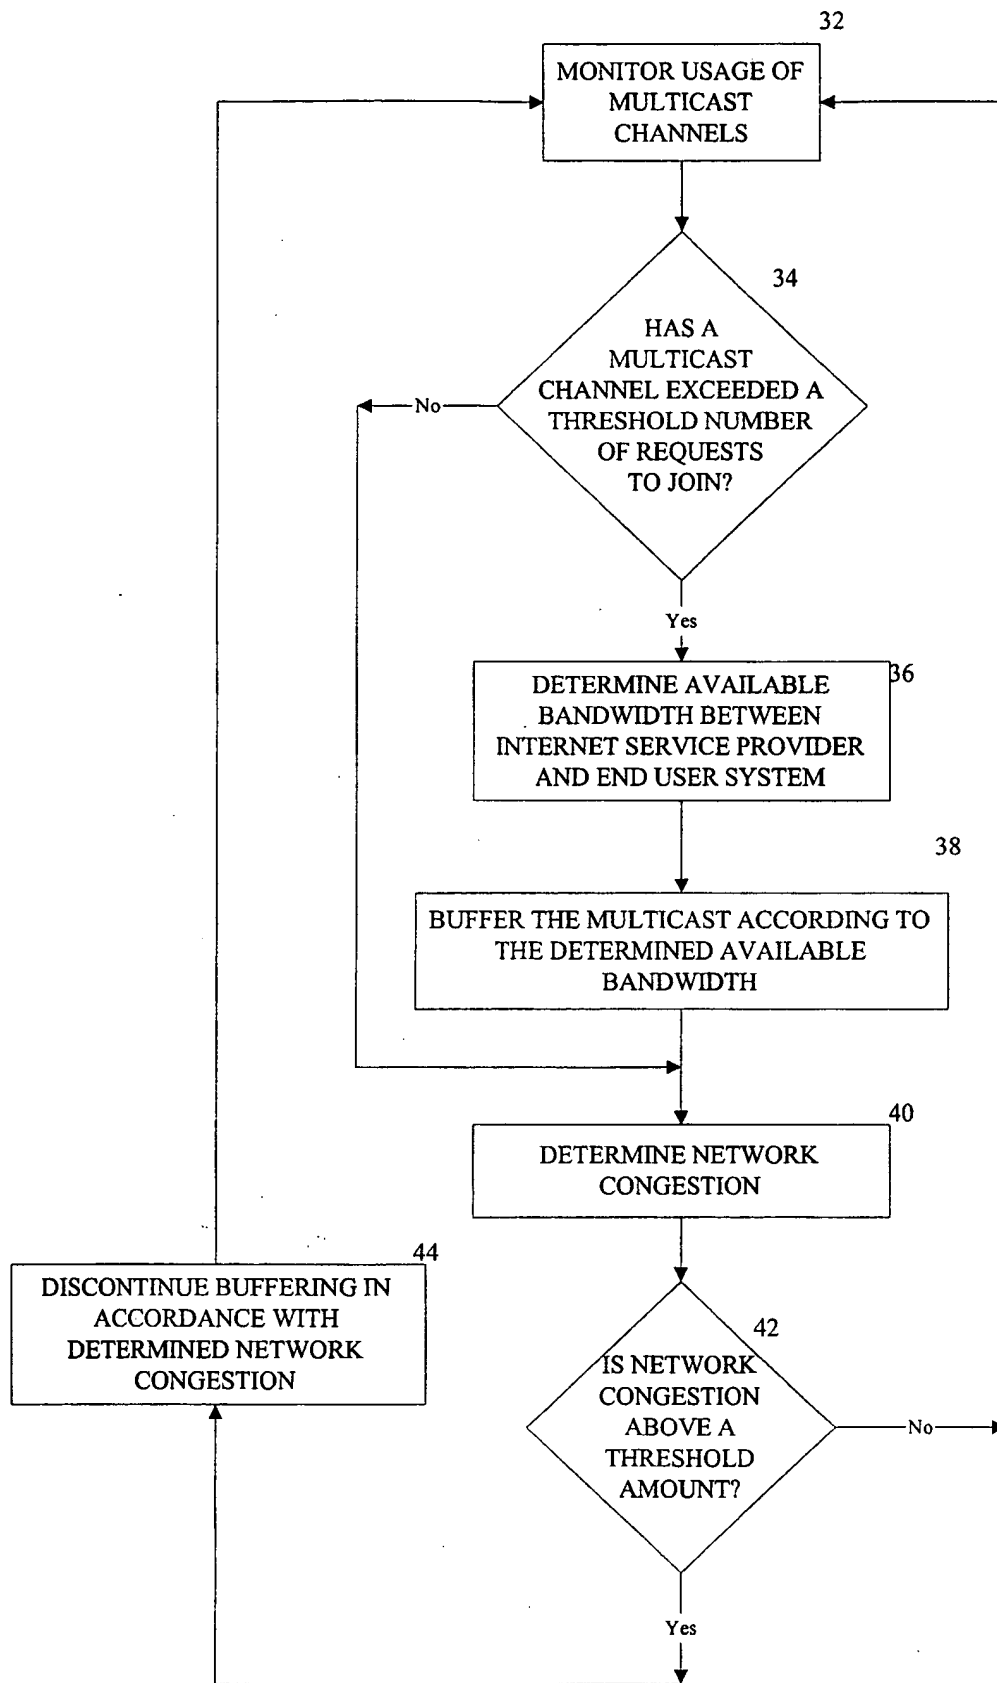 32
MONITOR USAGE OF
MULTICAST
CHANNELS
34
HAS A
MULTICAST
CHANNEL EXCEEDED A
THRESHOLD NUMBER
OF REQUESTS
TO JOIN?
No
Yes
36
DETERMINE AVAILABLE
BANDWIDTH BETWEEN
INTERNET SERVICE PROVIDER
AND END USER SYSTEM
38
BUFFER THE MULTICAST ACCORDING TO
THE DETERMINED AVAILABLE
BANDWIDTH
40
DETERMINE NETWORK
CONGESTION
44
DISCONTINUE BUFFERING IN
ACCORDANCE WITH
DETERMINED NETWORK
CONGESTION
42
IS NETWORK
CONGESTION
ABOVE A
THRESHOLD
AMOUNT?
No
Yes